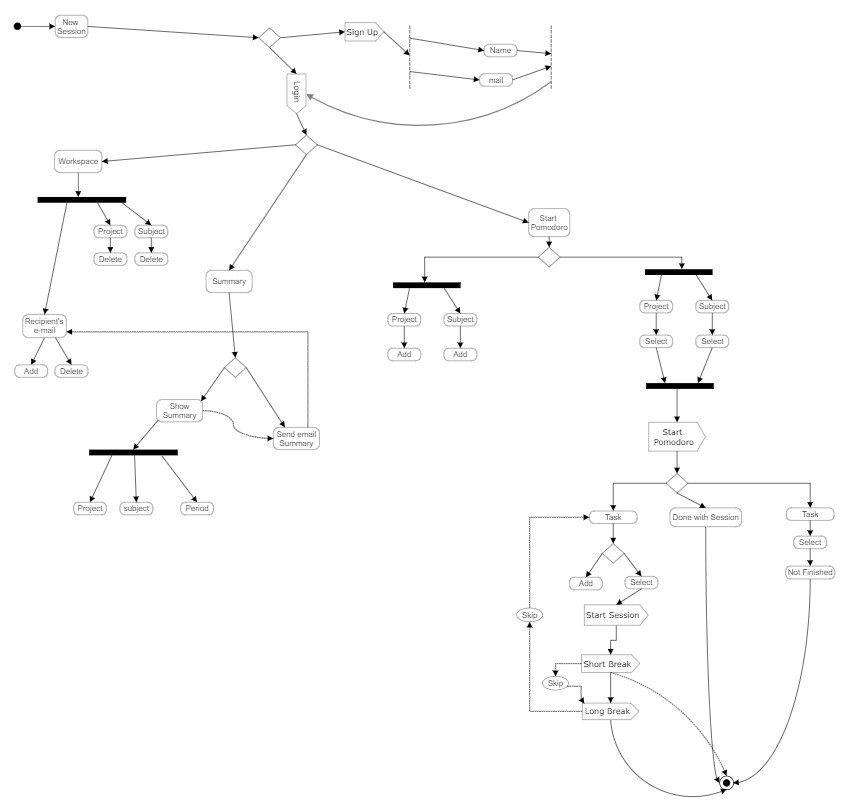 New
Session
Sign Up
Name
mail
Login
Workspace
Project
Subject
Delete
Delete
Start
Pomodoro
Summary
Recipient's
e-mail
Add
Delete
Project
Subject
Add
Add
Project
Subject
Select
Select
Show
Summary
Send email
Summary
Project
subject
Period
Start
Pomodoro
Task
Done with Session
Task
Select
Not Finished
Add
Select
Start Session
Skip
Short Break
Skip
Long Break